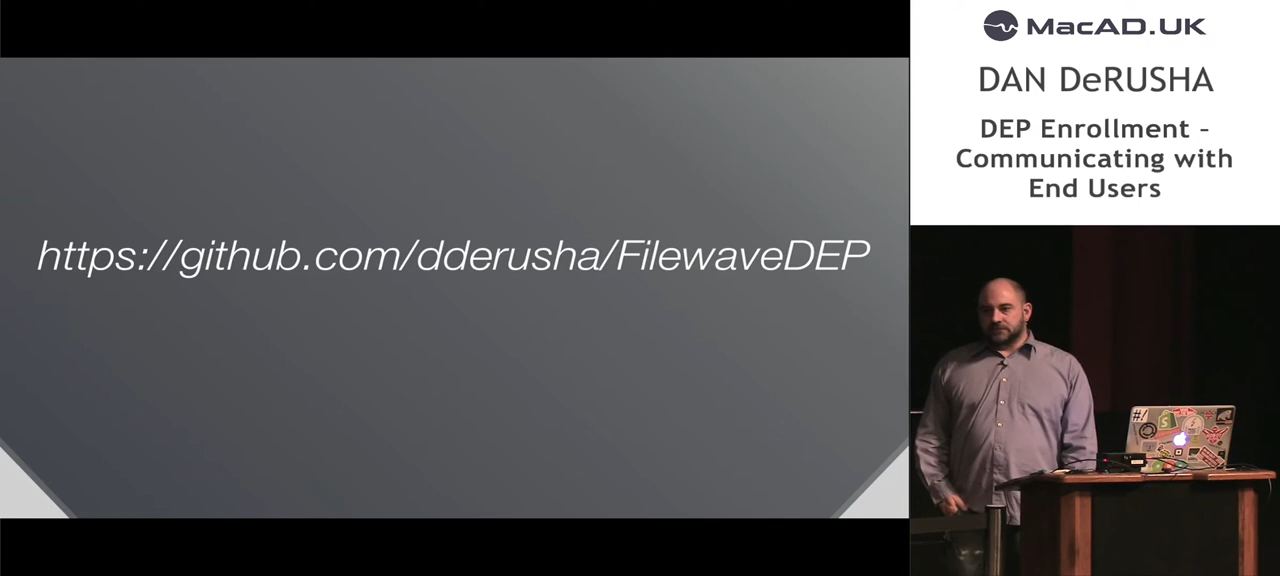 https://github.com/dderusha/FilewaveDEP
MacAD.UK
DAN DeRUSHA
DEP Enrollment –
Communicating with
End Users
#!